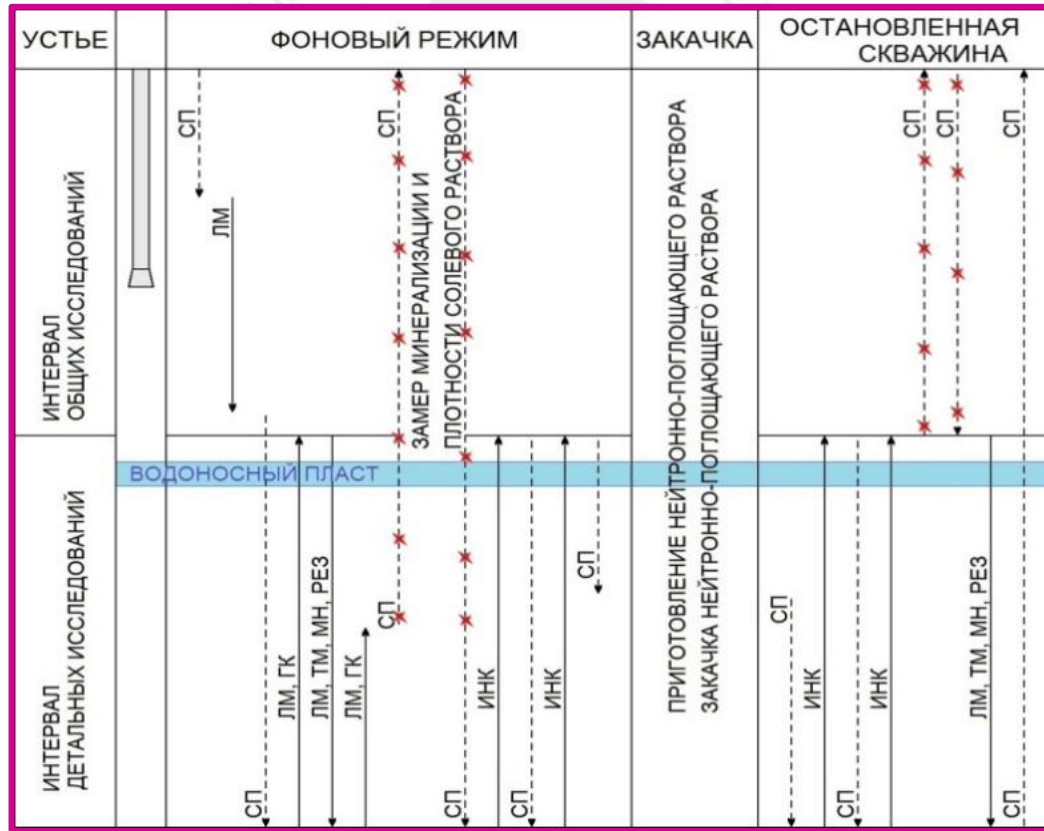 УСТЬЕ
ФОНОВЫЙ РЕЖИМ
ЗАКАЧКА
ОСТАНОВЛЕННАЯ
СКВАЖИНА
ИНТЕРВАЛ
ОБЩИХ ИССЛЕДОВАНИЙ
СП
ЛМ
СП
ЗАМЕР МИНЕРАЛИЗАЦИИ И
ПЛОТНОСТИ СОЛЕВОГО РАСТВОРА
ПРИГОТОВЛЕНИЕ НЕЙТРОННО-ПОГЛОЩАЮЩЕГО РАСТВОРА
ЗАКАЧКА НЕЙТРОННО-ПОГЛОЩАЮЩЕГО РАСТВОРА
СП
СП
СП
ВОДОНОСНЫЙ ПЛАСТ
ИНТЕРВАЛ
ДЕТАЛЬНЫХ ИССЛЕДОВАНИЙ
СП
ЛМ, ГК
ЛМ, ТМ, МН, РЕЗ
ЛМ, ГК
СП
СП
ИНК
СП
ИНК
СП
СП
ИНК
СП
ИНК
ЛМ, ТМ, МН, РЕЗ
СП